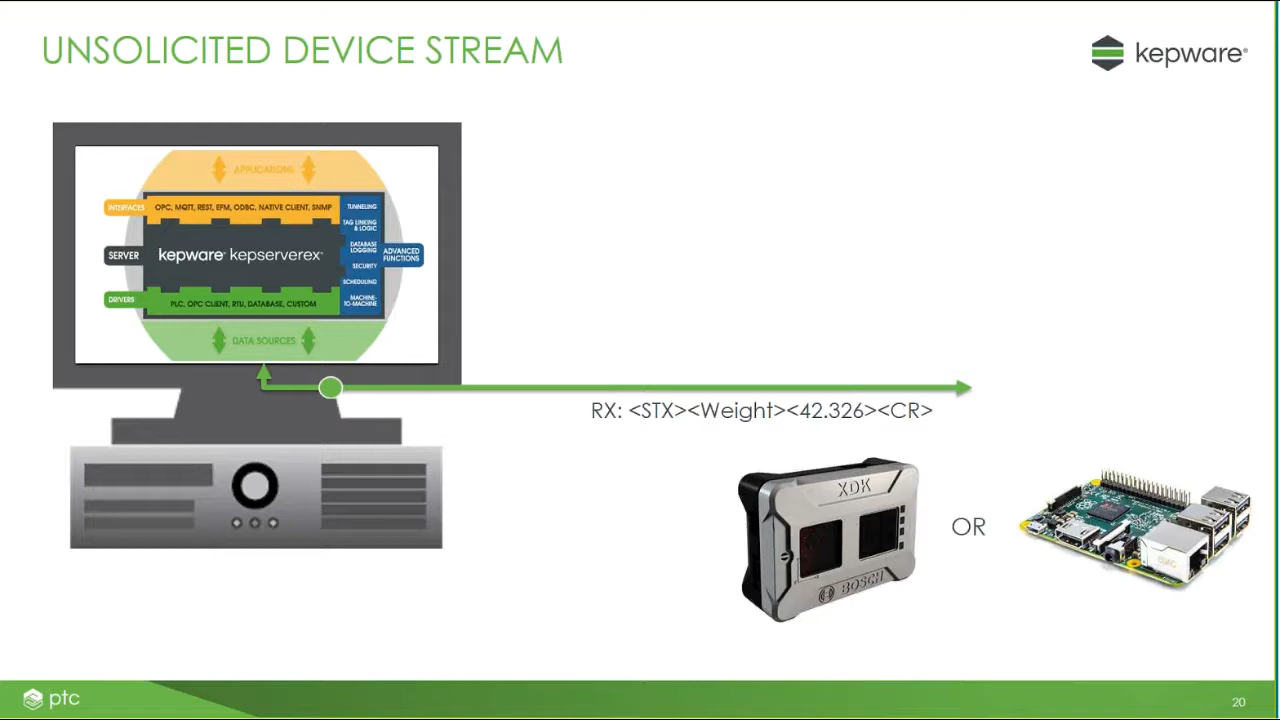 UNSOLICITED DEVICE STREAM
kepware®
APPLICATIONS
INTERFACES
OPC, MQTT, REST, EFM, ODBC, NATIVE CLIENT, SNMP
TUNNELING
TAG LINKING
& LOGIC
SERVER
kepware® kepserverex®
DATABASE
LOGGING
ADVANCED
FUNCTIONS
SECURITY
SCHEDULING
DRIVERS
PLC, OPC CLIENT, RTU, DATABASE, CUSTOM
MACHINE-
TO-MACHINE
DATA SOURCES
RX: <STX><Weight><42.326><CR>
XDK
BOSCH
OR
ptc
20